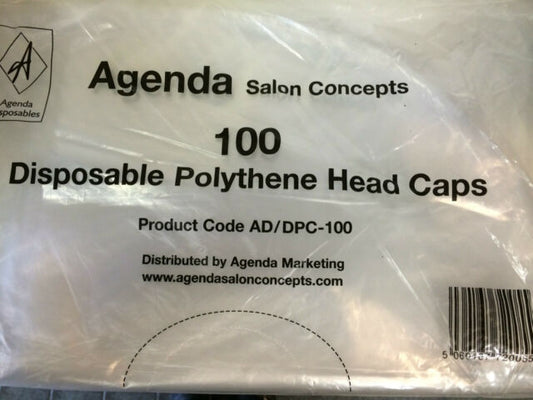 A
Agenda
Agenda Salon Concepts
100
Disposable Polythene Head Caps
Product Code AD/DPC-100
Distributed by Agenda Marketing
www.agendasalonconcepts.com